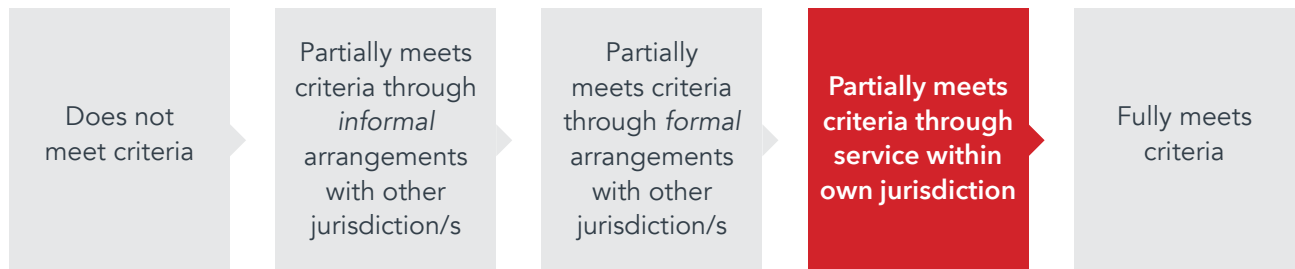 Does not
meet criteria
Partially meets
criteria through
informal
arrangements
with other
jurisdiction/s
Partially
meets criteria
through formal
arrangements
with other
jurisdiction/s
Partially meets
criteria through
service within
own jurisdiction
Fully meets
criteria